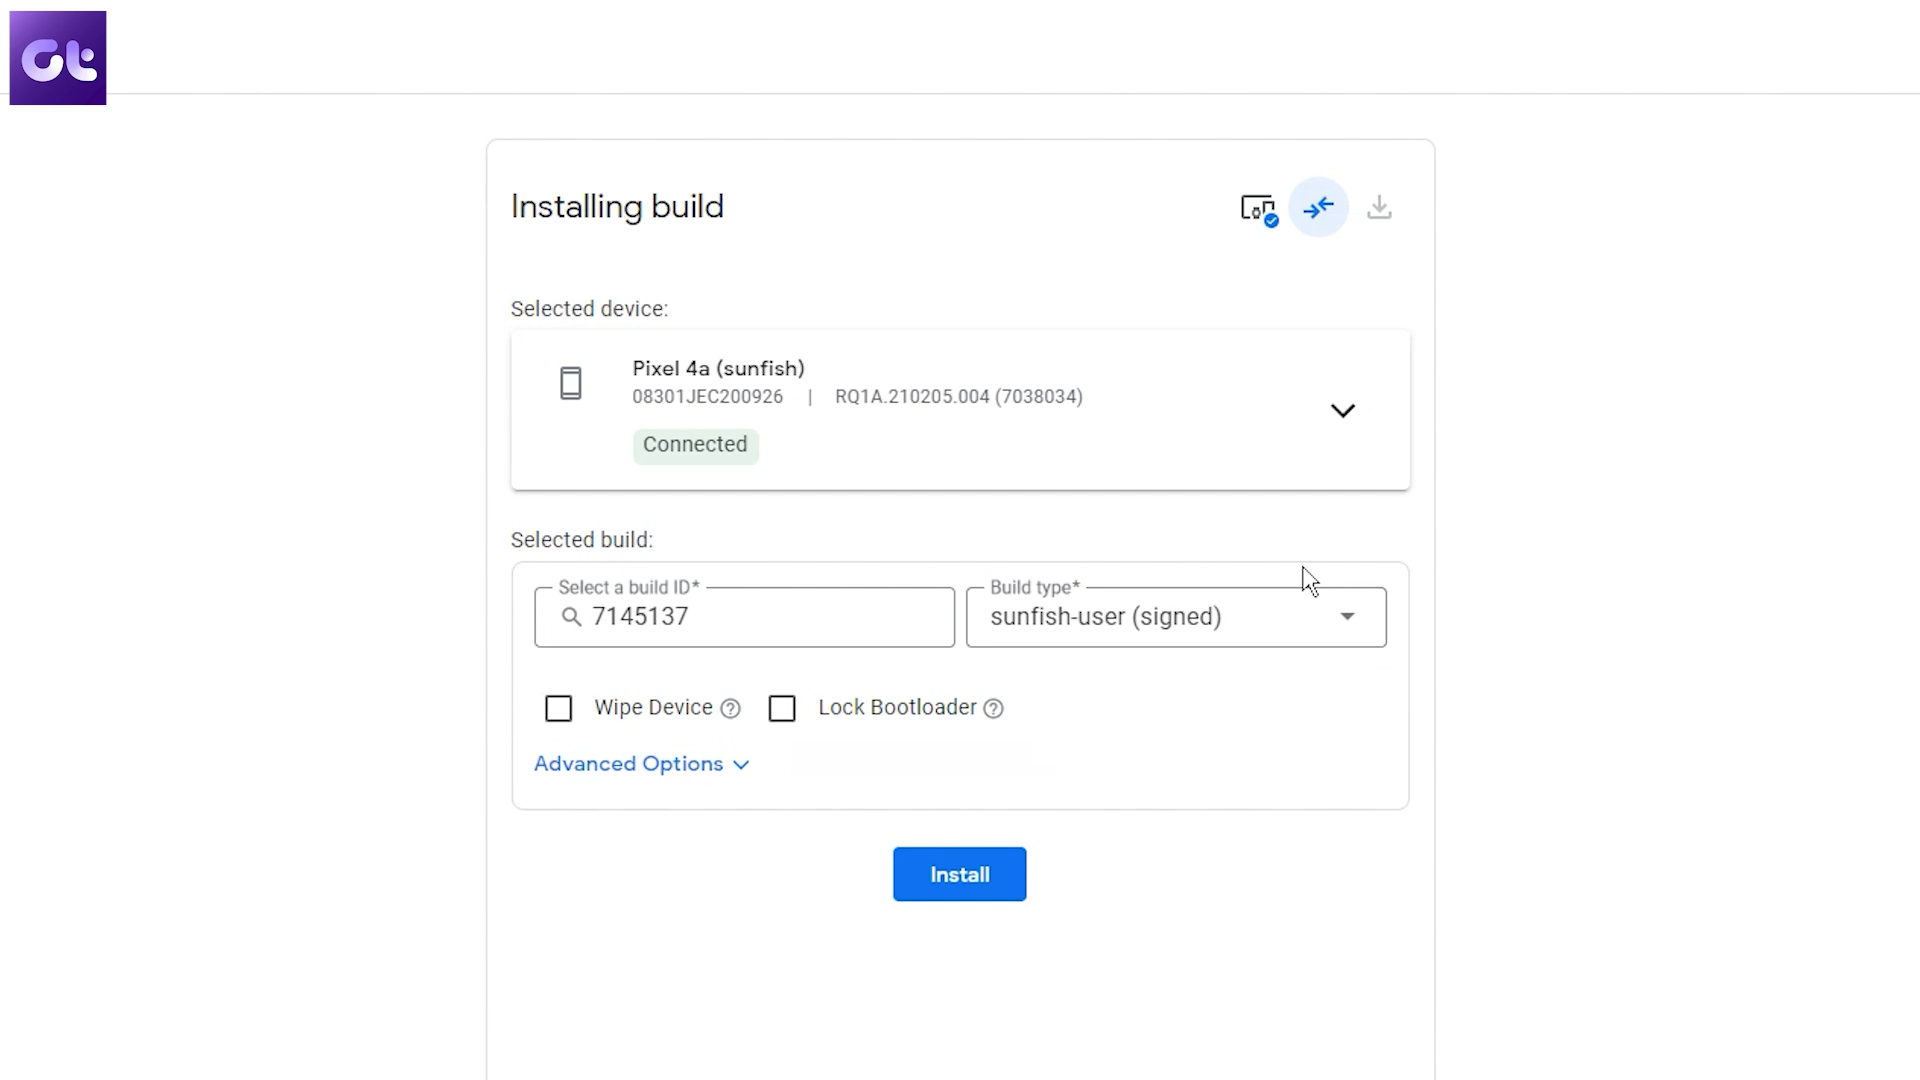 Gt
Installing build
Selected device:
Pixel 4a (sunfish)
08301JEC200926 | RQ1A.210205.004 (7038034)
Connected
Selected build:
Select a build ID* Build type*
7145137 sunfish-user (signed)
Wipe Device Lock Bootloader
Advanced Options
Install